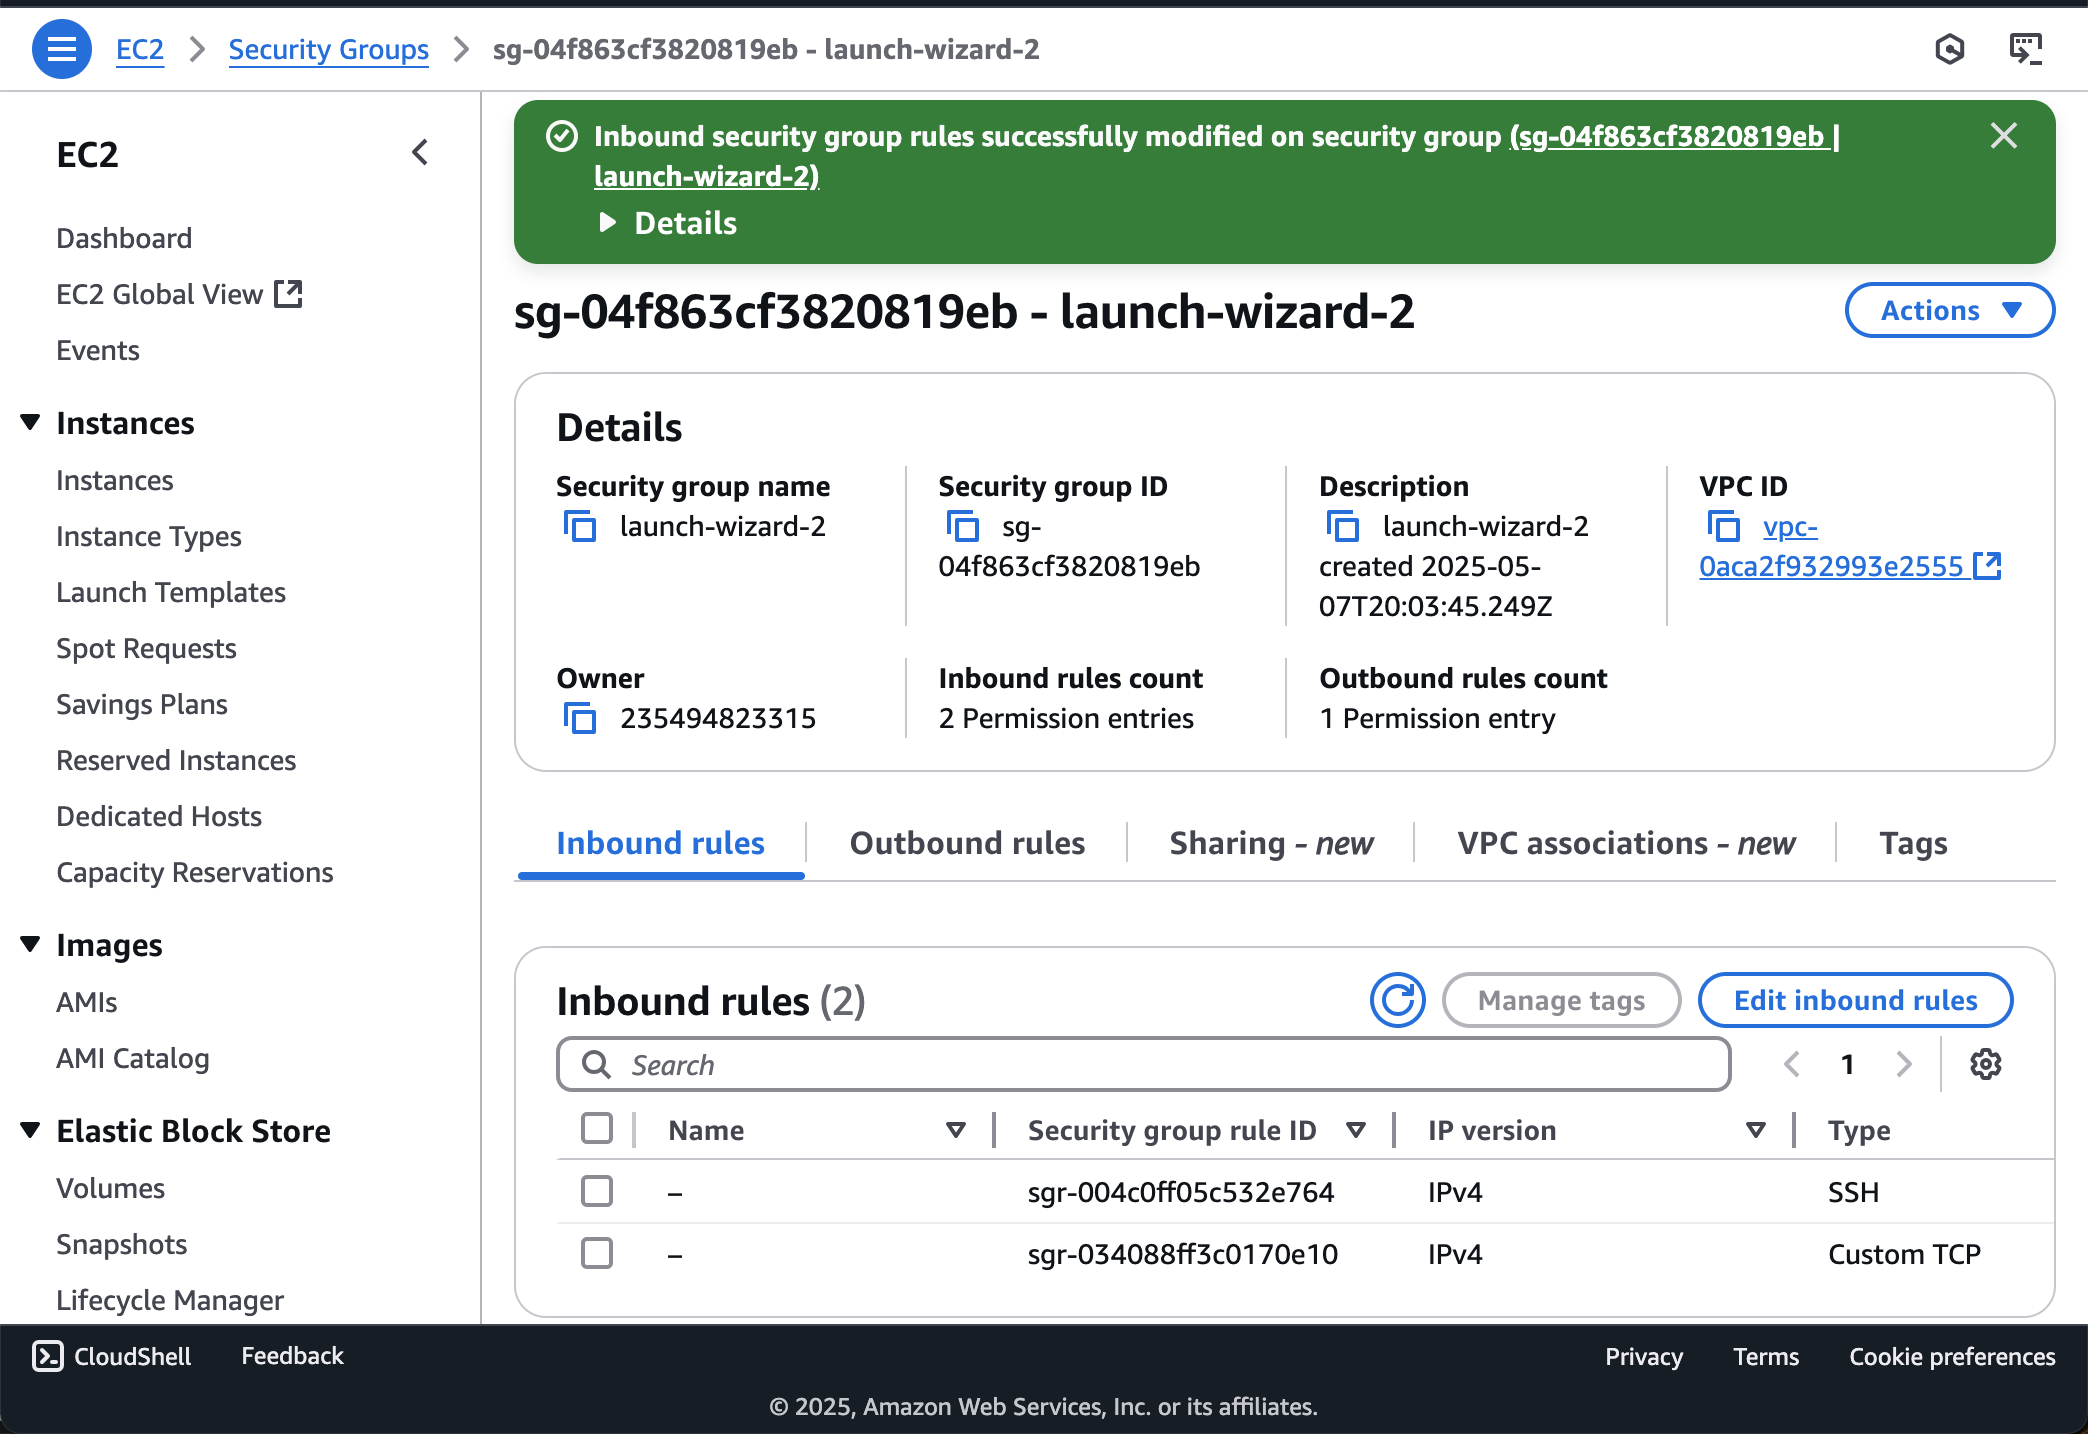 EC2 > Security Groups > sg-04f863cf3820819eb - launch-wizard-2
EC2
Dashboard
EC2 Global View
Events
Instances
Instances
Instance Types
Launch Templates
Spot Requests
Savings Plans
Reserved Instances
Dedicated Hosts
Capacity Reservations
Images
AMIs
AMI Catalog
Elastic Block Store
Volumes
Snapshots
Lifecycle Manager
Inbound security group rules successfully modified on security group (sg-04f863cf3820819eb |
launch-wizard-2)
Details
sg-04f863cf3820819eb - launch-wizard-2
Actions
Details
Security group name
launch-wizard-2
Security group ID
sg-
04f863cf3820819eb
Description
launch-wizard-2
created 2025-05-
07T20:03:45.249Z
VPC ID
vpc-
0aca2f932993e2555
Owner
235494823315
Inbound rules count
2 Permission entries
Outbound rules count
1 Permission entry
Inbound rules Outbound rules Sharing - new VPC associations - new Tags
Inbound rules (2)
Manage tags
Edit inbound rules
Search
1
Name Security group rule ID IP version Type
– sgr-004c0ff05c532e764 IPv4 SSH
– sgr-034088ff3c0170e10 IPv4 Custom TCP
CloudShell Feedback Privacy Terms Cookie preferences
© 2025, Amazon Web Services, Inc. or its affiliates.